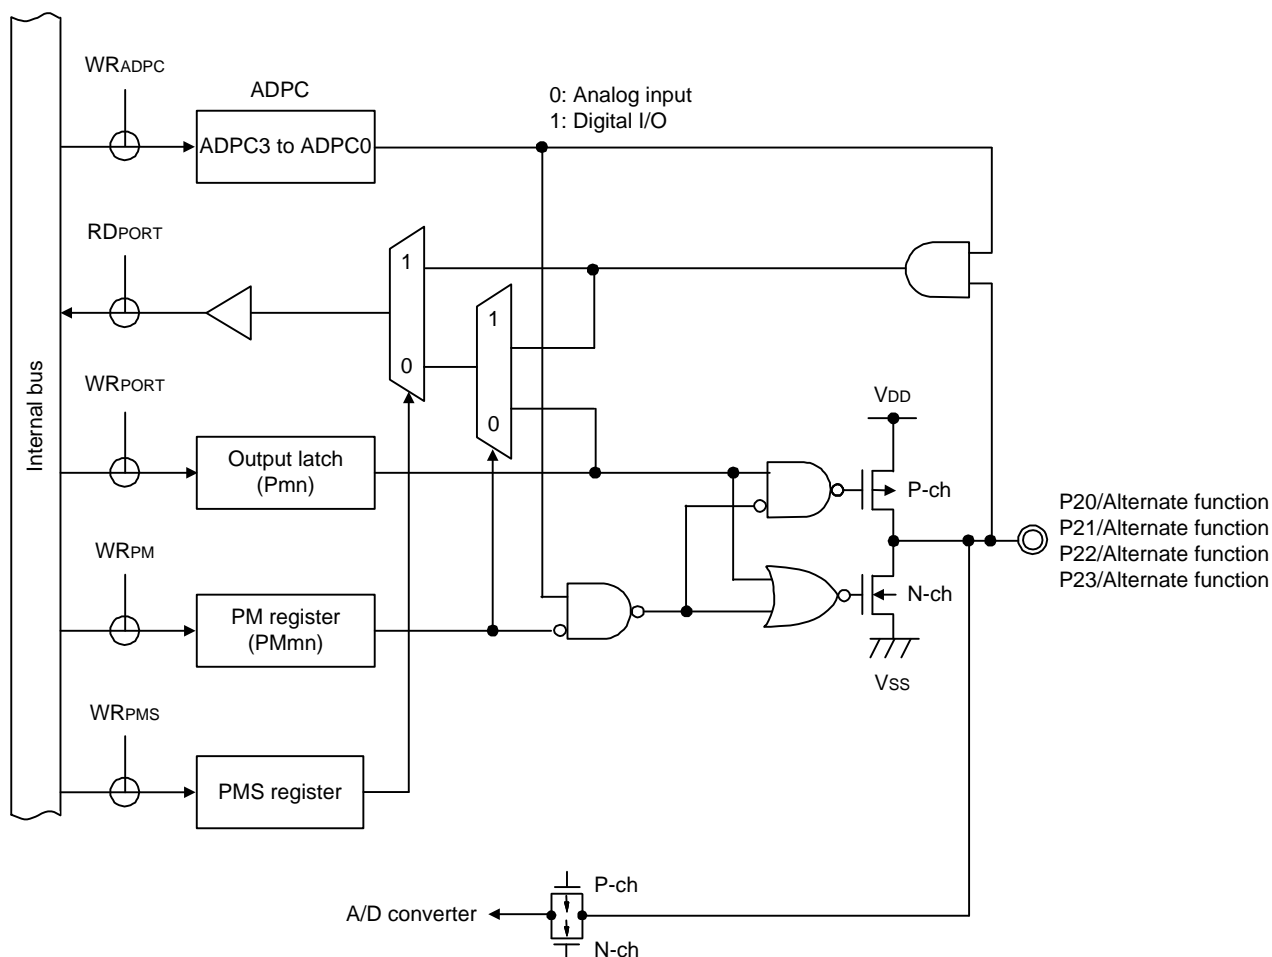 WRADPC
ADPC
0: Analog input
1: Digital I/O
ADPC3 to ADPC0
RDPORT
1
1
0
0
Internal bus
WRPORT
VDD
Output latch
(Pmn)
P-ch
P20/Alternate function
P21/Alternate function
P22/Alternate function
P23/Alternate function
WRPM
N-ch
PM register
(PMmn)
VSS
WRPMS
PMS register
P-ch
A/D converter
N-ch